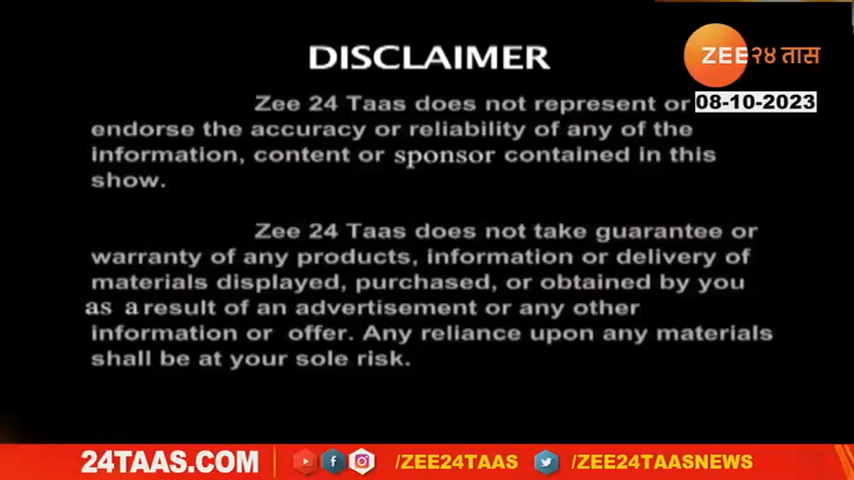 DISCLAIMER
ZEE २४ तास
08-10-2023
Zee 24 Taas does not represent or
endorse the accuracy or reliability of any of the
information, content or sponsor contained in this
show.
Zee 24 Taas does not take guarantee or
warranty of any products, information or delivery of
materials displayed, purchased, or obtained by you
as a result of an advertisement or any other
information or offer. Any reliance upon any materials
shall be at your sole risk.
24TAAS.COM /ZEE24TAAS /ZEE24TAASNEWS